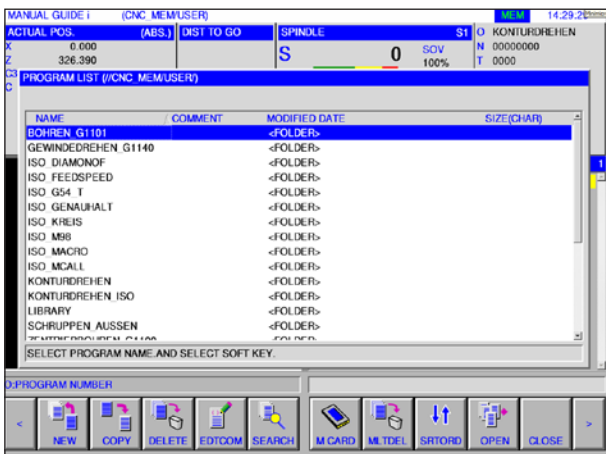 MANUAL GUIDE i (CNC_MEM/USER) MEM 14:29.2
ACTUAL POS. (ABS.) DIST TO GO SPINDLE S1 O KONTURDREHEN
X 0.000 S 0 SOV N 00000000
Z 326.390 100% T 0000
C3 PROGRAM LIST (//CNC_MEM/USER/)
C
NAME COMMENT MODIFIED DATE SIZE(CHAR)
BOHREN_G1101 <FOLDER>
GEWINDEDREHEN_G1140 <FOLDER>
ISO_DIAMONOF <FOLDER>
1
ISO_FEEDSPEED <FOLDER>
ISO_G54_T <FOLDER>
ISO_GENAUHALT <FOLDER>
ISO_KREIS <FOLDER>
ISO_M98 <FOLDER>
ISO_MACRO <FOLDER>
ISO_MCALL <FOLDER>
KONTURDREHEN <FOLDER>
KONTURDREHEN_ISO <FOLDER>
LIBRARY <FOLDER>
SCHRUPPEN_AUSSEN <FOLDER>
SELECT PROGRAM NAME.AND SELECT SOFT KEY.
O:PROGRAM NUMBER
< NEW COPY DELETE EDTCOM SEARCH M CARD MLTDEL SRTORD OPEN CLOSE >